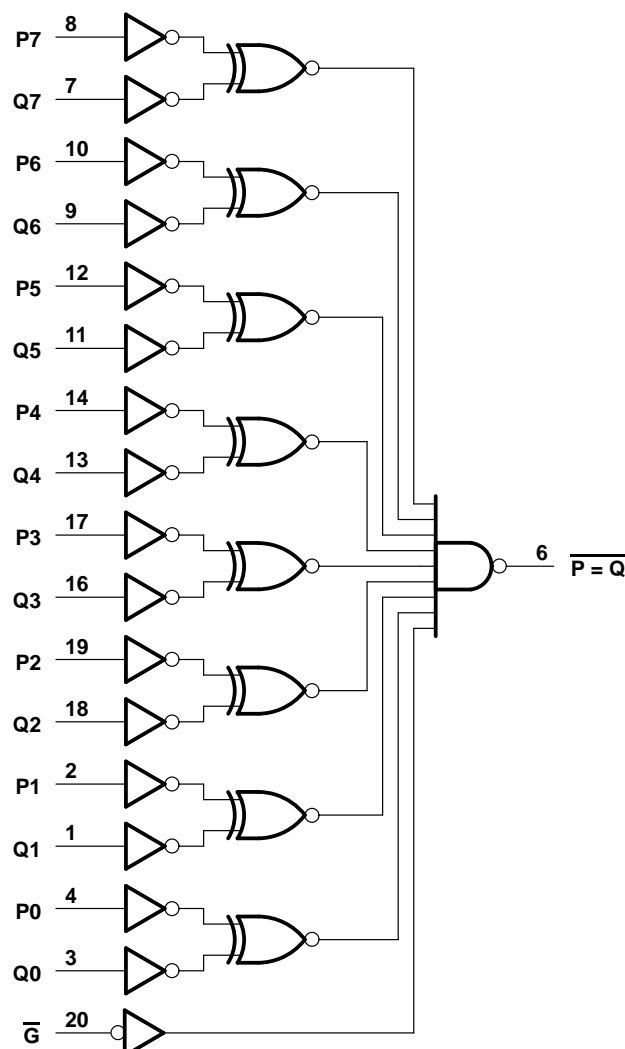 P7 8
Q7 7
P6 10
Q6 9
P5 12
Q5 11
P4 14
Q4 13
P3 17
Q3 16
6 P̅ ̅=̅ ̅Q̅
P2 19
Q2 18
P1 2
Q1 1
P0 4
Q0 3
G̅ 20